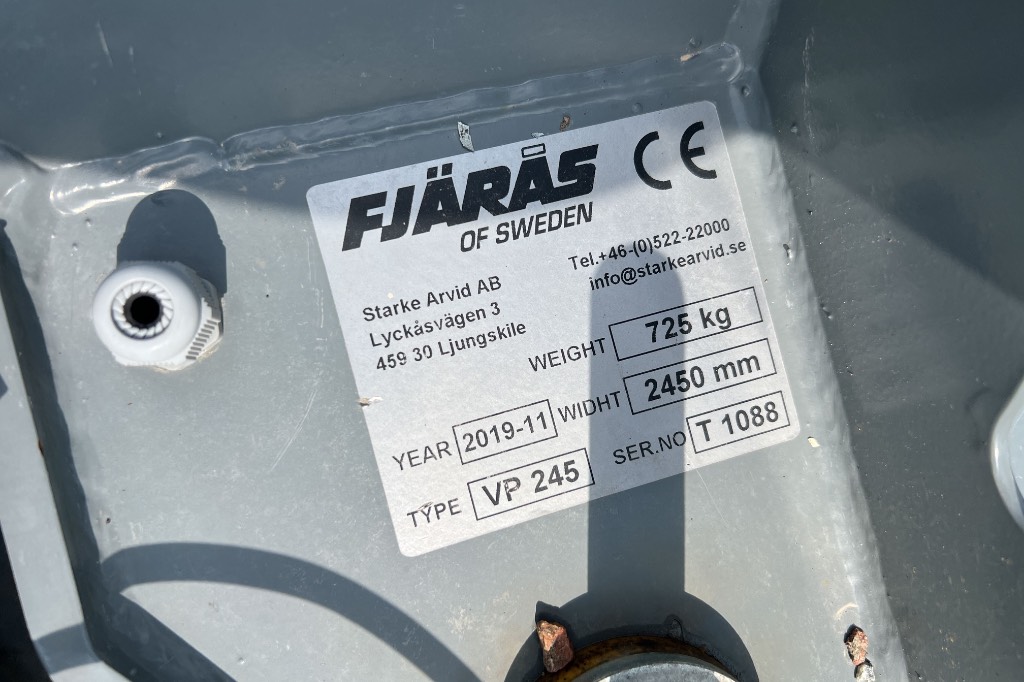 FJÄRÅS CE
OF SWEDEN
Starke Arvid AB
Lyckåsvägen 3
459 30 Ljungskile
Tel.+46-(0)522-22000
info@starkearvid.se
WEIGHT 725 kg
YEAR 2019-11 WIDHT 2450 mm
TYPE VP 245 SER.NO T 1088